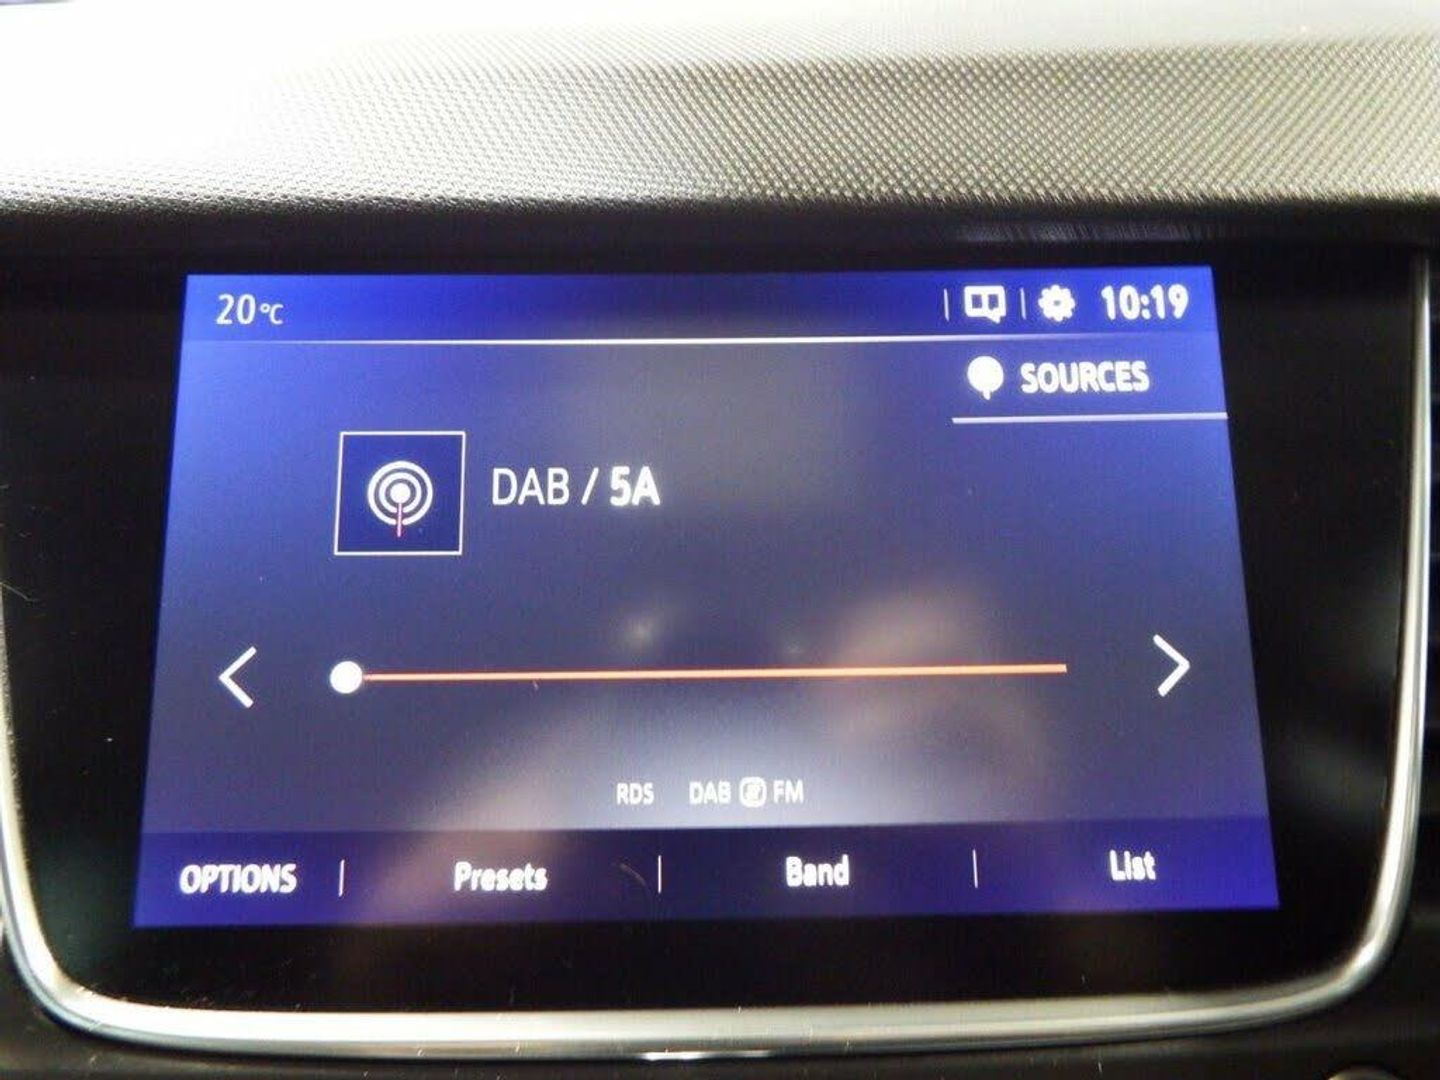 20°C 10:19
SOURCES
DAB / 5A
RDS DAB FM
OPTIONS Presets Band List